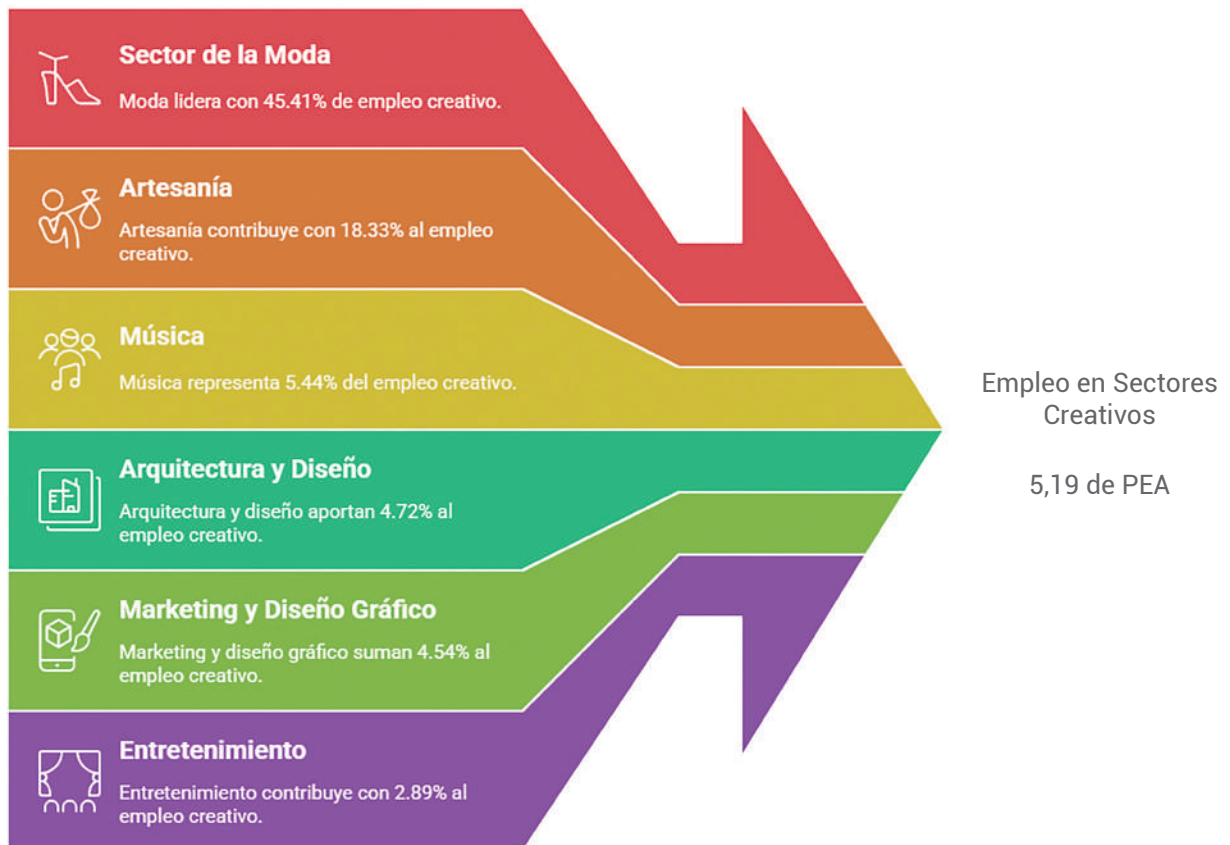 Sector de la Moda
Moda lidera con 45.41% de empleo creativo.
Artesanía
Artesanía contribuye con 18.33% al empleo
creativo.
Música
Música representa 5.44% del empleo creativo.
Arquitectura y Diseño
Arquitectura y diseño aportan 4.72% al
empleo creativo.
Marketing y Diseño Gráfico
Marketing y diseño gráfico suman 4.54% al
empleo creativo.
Entretenimiento
Entretenimiento contribuye con 2.89% al
empleo creativo.
Empleo en Sectores
Creativos
5,19 de PEA